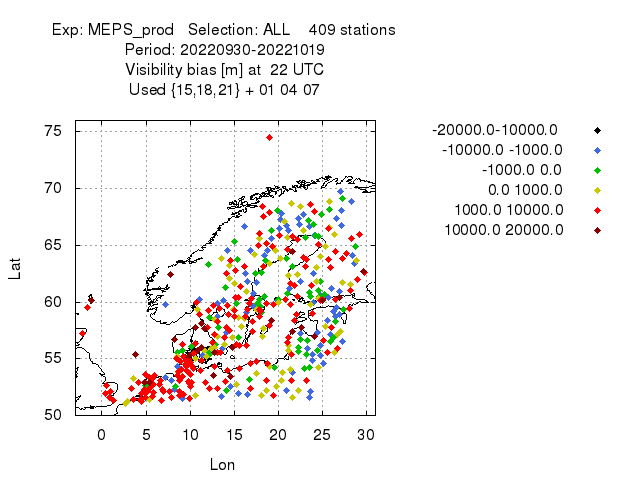 Exp: MEPS_prod   Selection: ALL    409 stations
Period: 20220930-20221019
Visibility bias [m] at  22 UTC
Used {15,18,21} + 01 04 07
-20000.0-10000.0
-10000.0 -1000.0
-1000.0 0.0
0.0 1000.0
1000.0 10000.0
10000.0 20000.0
Lat
75
70
65
60
55
50
0 5 10 15 20 25 30
Lon